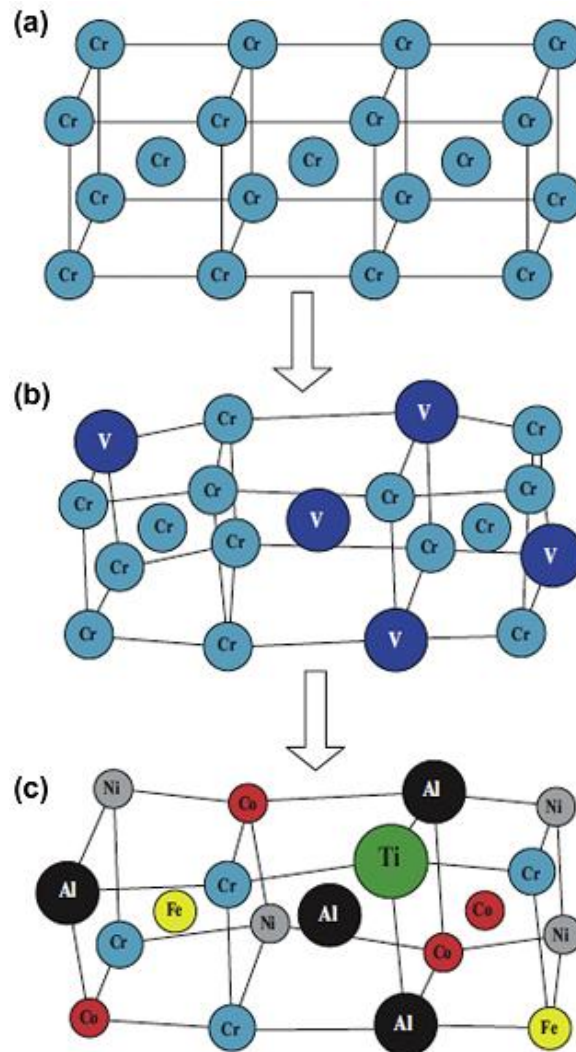 (a)
Cr Cr Cr Cr
Cr Cr Cr Cr
Cr Cr Cr
Cr Cr Cr Cr
Cr Cr Cr Cr
(b)
V Cr V Cr
Cr Cr Cr Cr
Cr V Cr
Cr Cr Cr V
Cr Cr V Cr
(c)
Ni Co Al Ni
Al Cr Ti Cr
Fe Al Co
Cr Ni Co Ni
Co Cr Al Fe